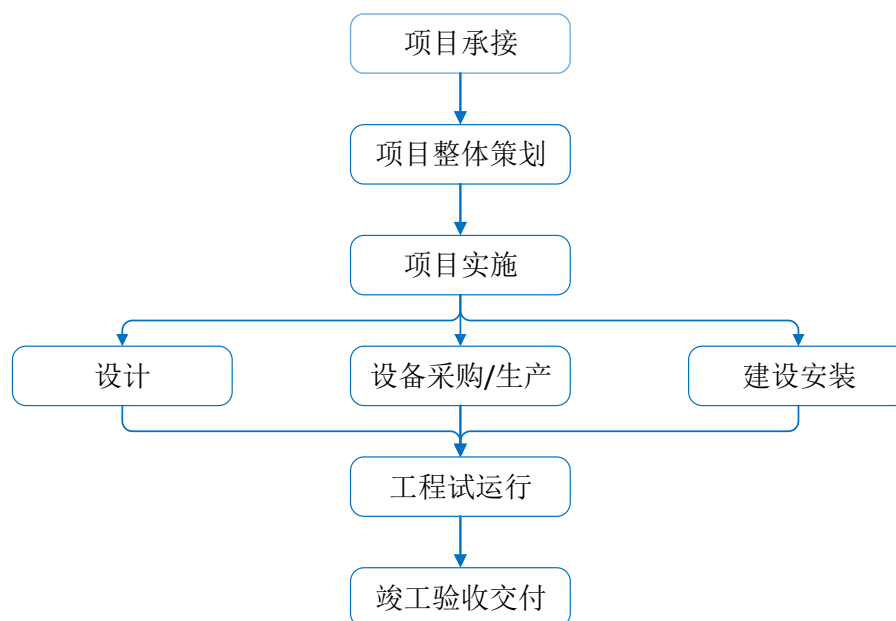 项目承接
项目整体策划
项目实施
设计
设备采购/生产
建设安装
工程试运行
竣工验收交付